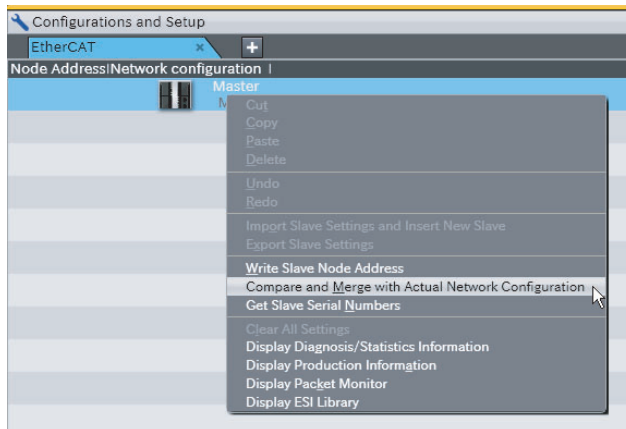 Configurations and Setup
EtherCAT
Node Address|Network configuration |
Master
M
Cut
Copy
Paste
Delete
Undo
Redo
Import Slave Settings and Insert New Slave
Export Slave Settings
Write Slave Node Address
Compare and Merge with Actual Network Configuration
Get Slave Serial Numbers
Clear All Settings
Display Diagnosis/Statistics Information
Display Production Information
Display Packet Monitor
Display ESI Library